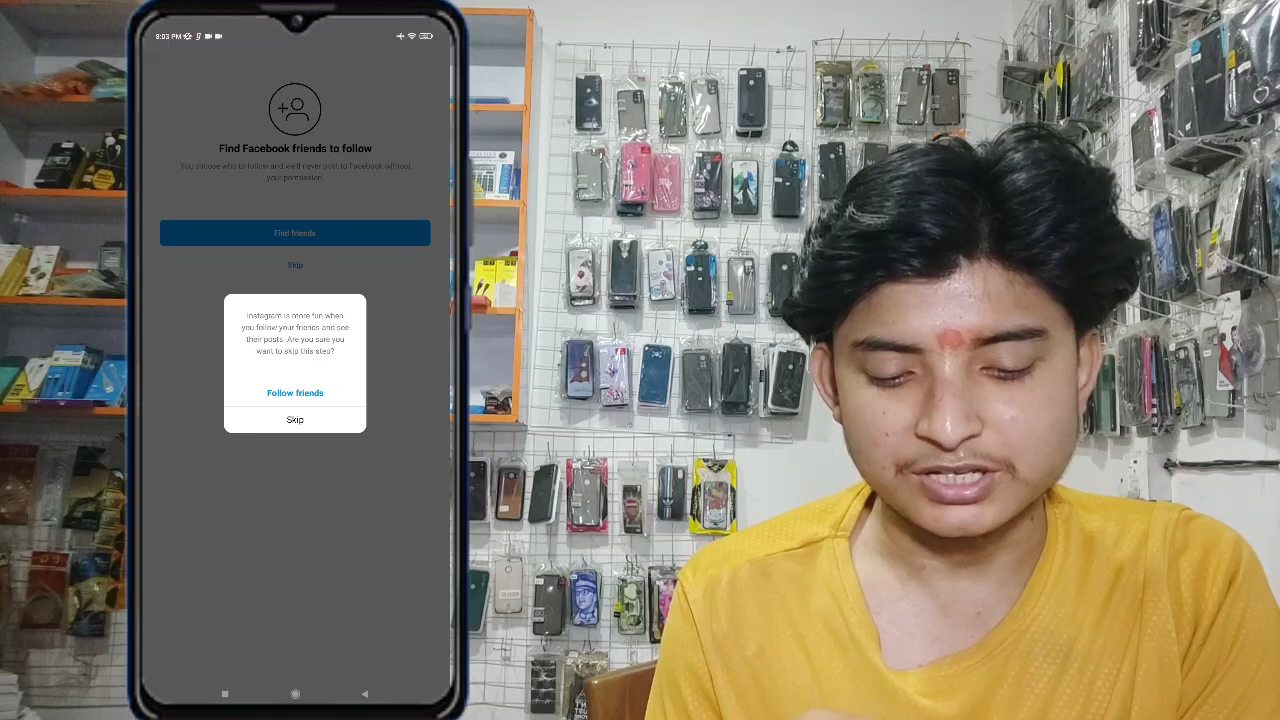 8:03 PM
Find Facebook friends to follow
You choose who to follow and we'll never post to Facebook without
your permission
Find friends
Skip
Instagram is more fun when
you follow your friends and see
their posts. Are you sure you
want to skip this step?
Follow friends
Skip